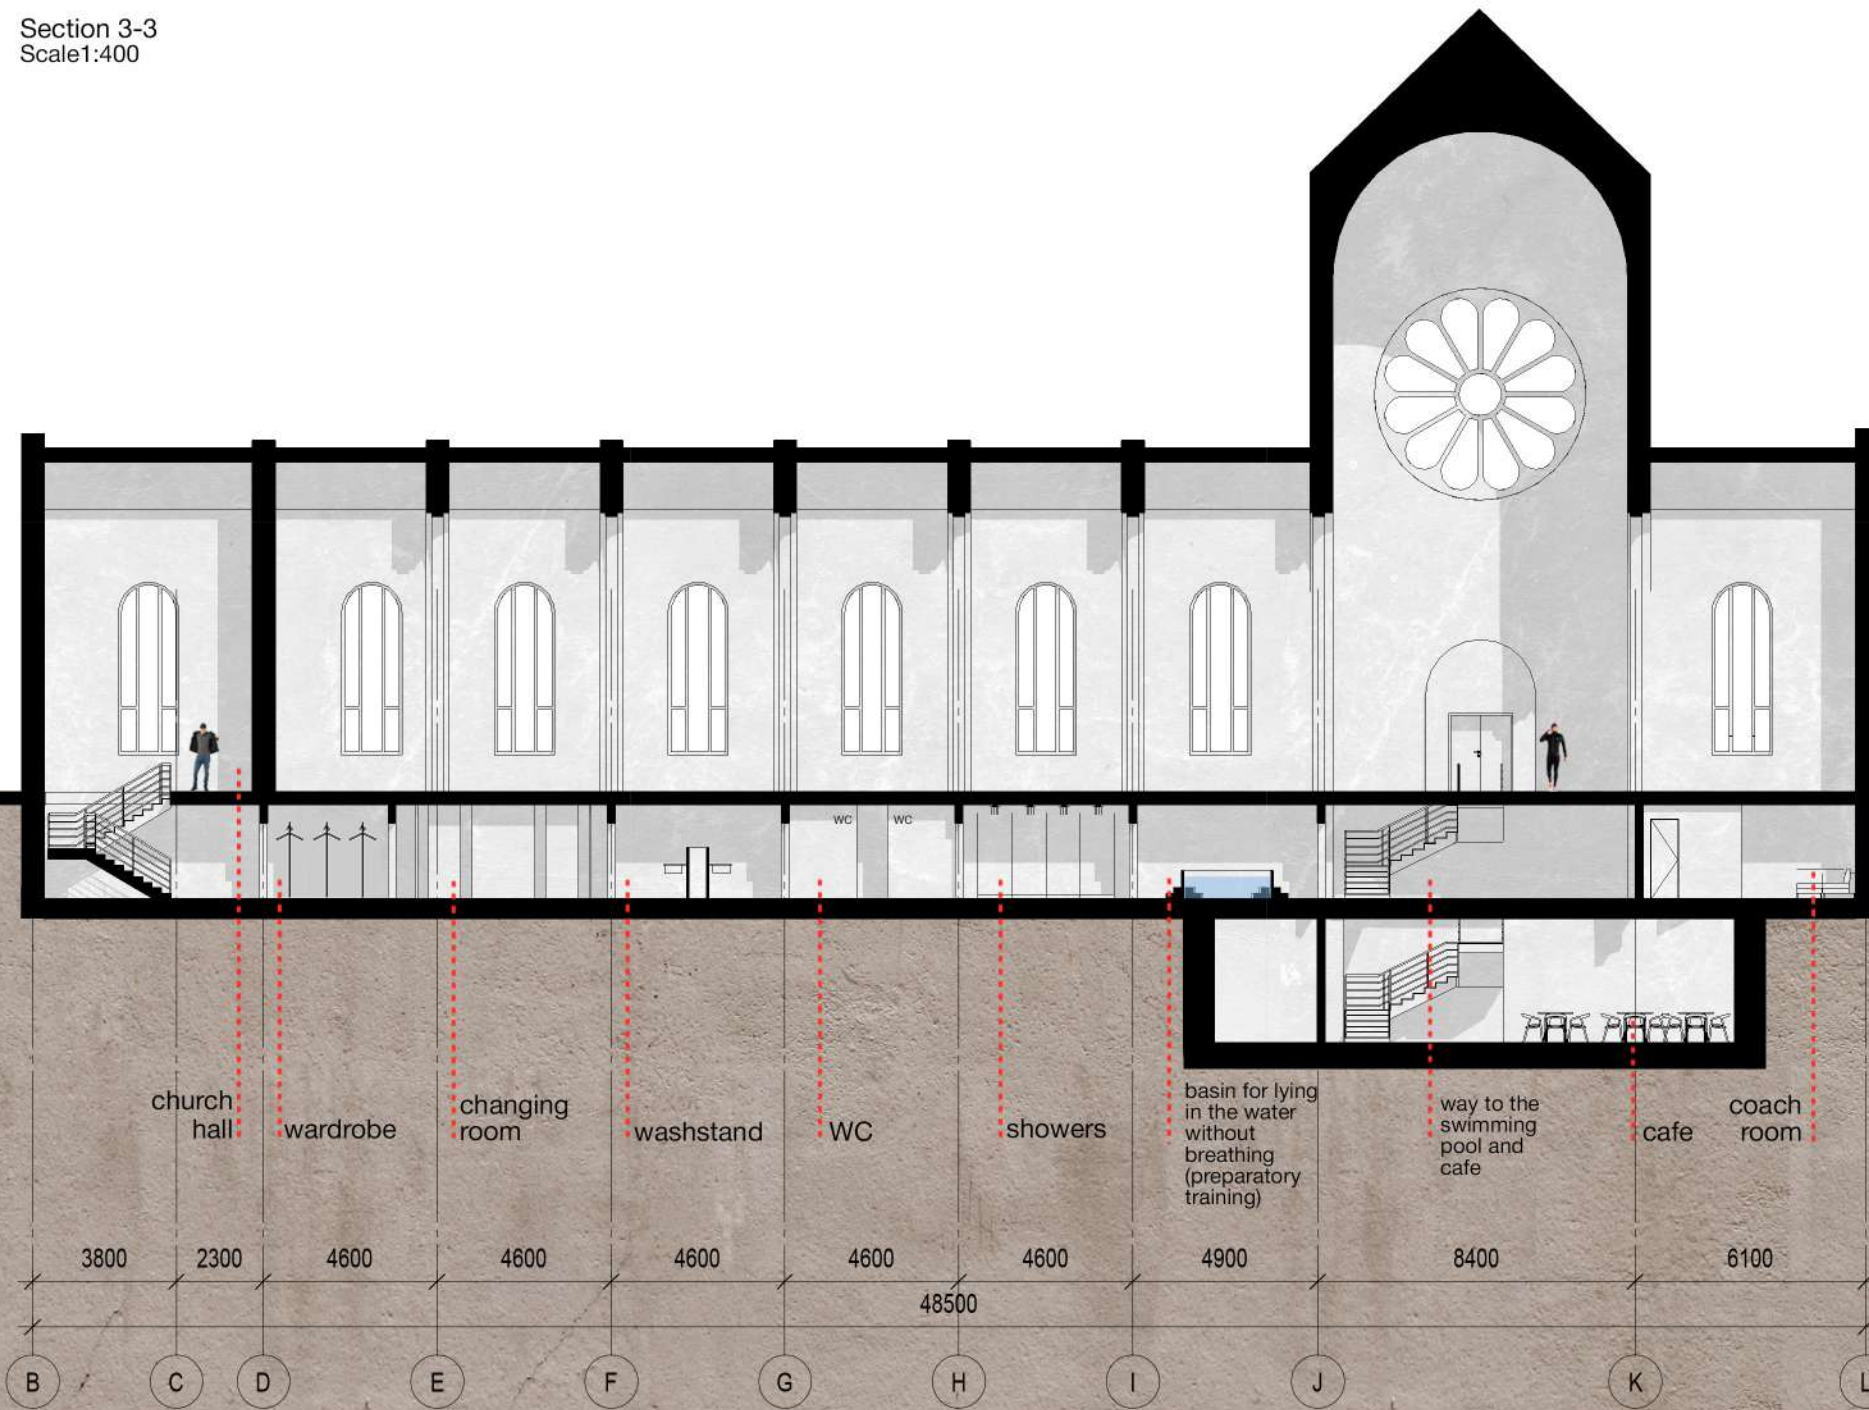 Section 3-3
Scale1:400
WC WC
church
hall
wardrobe
changing
room
washstand
WC
showers
basin for lying
in the water
without
breathing
(preparatory
training)
way to the
swimming
pool and
cafe
cafe
coach
room
3800 2300 4600 4600 4600 4600 4600 4900 8400 6100
48500
B C D E F G H I J K L